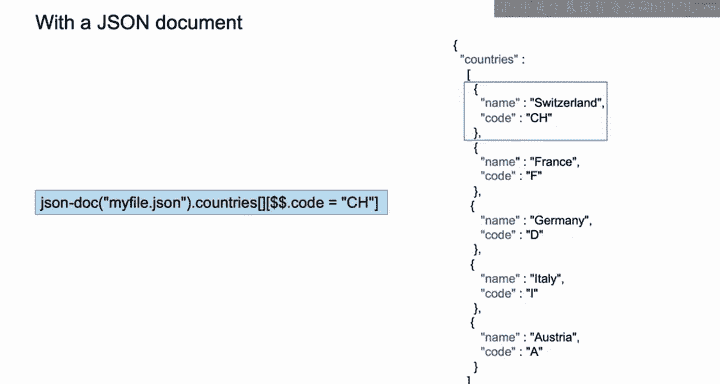 With a JSON document
{
"countries" :
[
{
"name" : "Switzerland",
"code" : "CH"
},
{
"name" : "France",
"code" : "F"
},
json-doc("myfile.json").countries[][$$.code = "CH"]
{
"name" : "Germany",
"code" : "D"
},
{
"name" : "Italy",
"code" : "I"
},
{
"name" : "Austria",
"code" : "A"
}
]